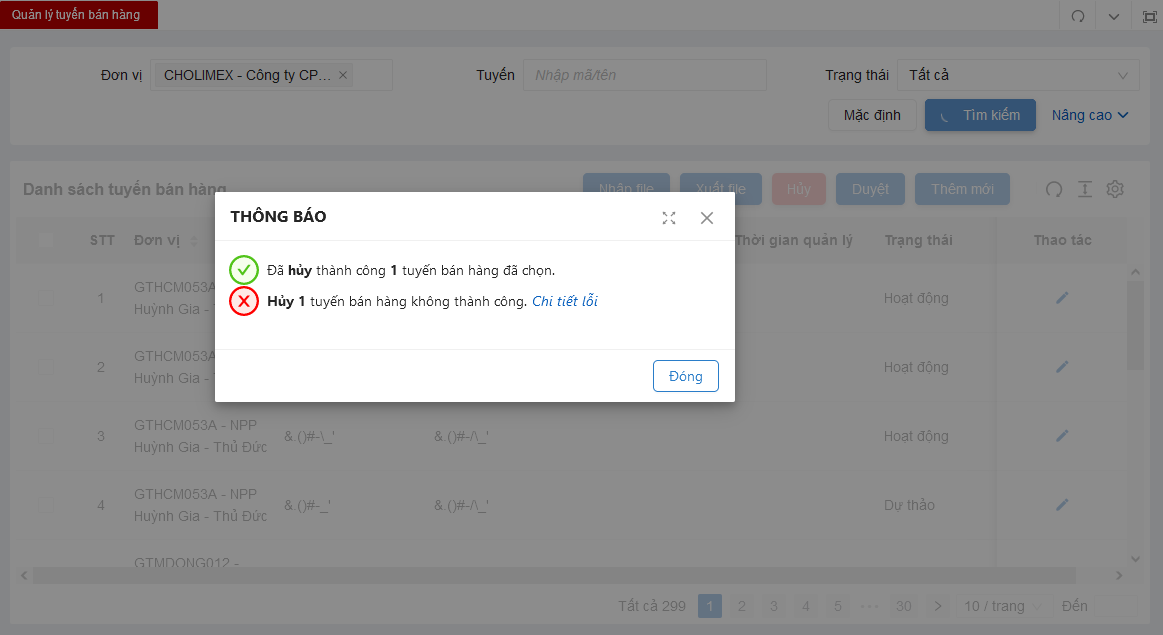 Quản lý tuyến bán hàng
Đơn vị CHOLIMEX - Công ty CP... Tuyến Nhập mã/tên Trạng thái Tất cả
Mặc định Tìm kiếm Nâng cao
Danh sách tuyến bán hàng Nhập file Xuất file Hủy Duyệt Thêm mới
THÔNG BÁO
Đã hủy thành công 1 tuyến bán hàng đã chọn.
Hủy 1 tuyến bán hàng không thành công. Chi tiết lỗi
Đóng
STT Đơn vị Thời gian quản lý Trạng thái Thao tác
1 GTHCM053A Hoạt động
Huỳnh Gia - T
2 GTHCM053A Hoạt động
Huỳnh Gia -
3 GTHCM053A - NPP &.()#-\_' &.()#-/\_' Hoạt động
Huỳnh Gia - Thủ Đức
4 GTHCM053A - NPP &.()#-_' &.()#-/\_' Dự thảo
Huỳnh Gia - Thủ Đức
GTMDONG012 -
Tất cả 299 1 2 3 4 5 ••• 30 10 / trang Đến